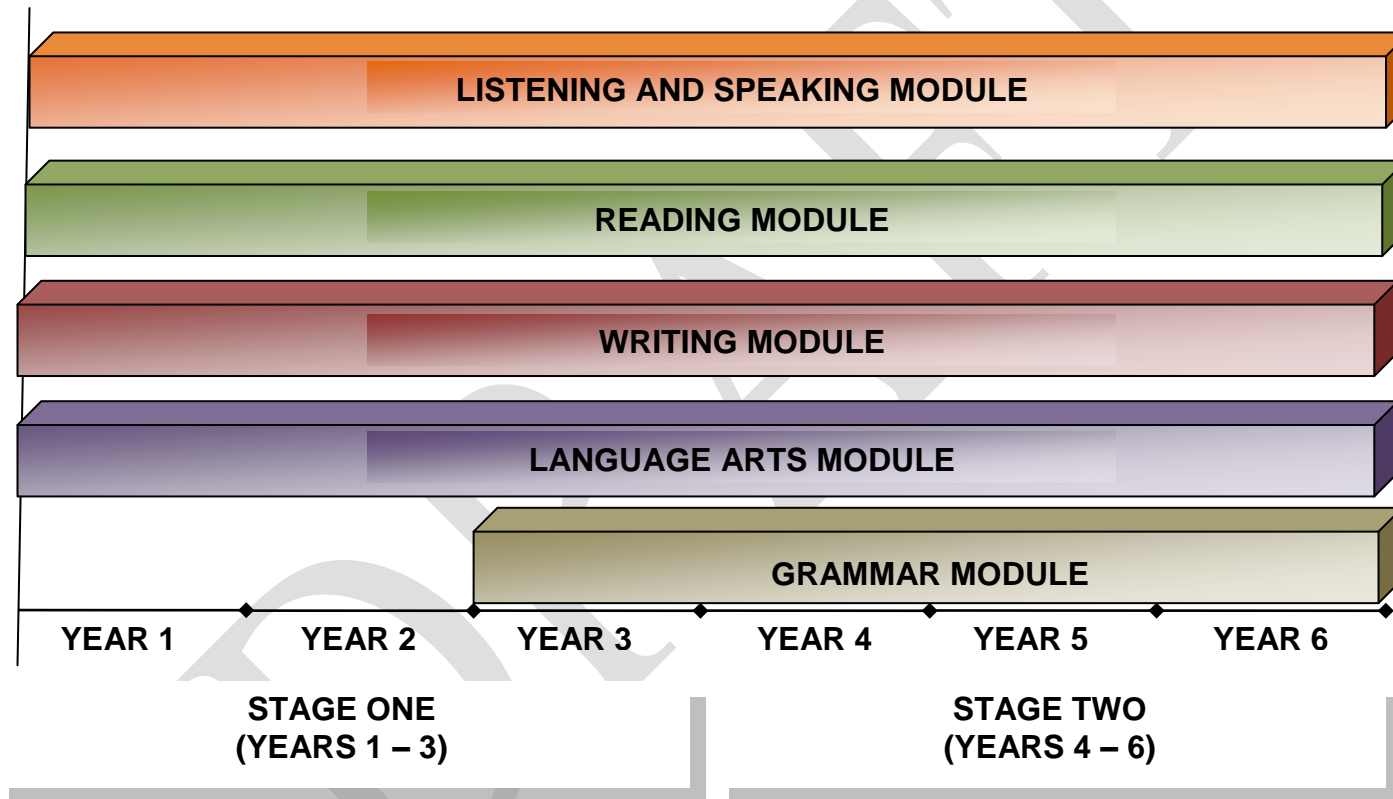 LISTENING AND SPEAKING MODULE
READING MODULE
WRITING MODULE
LANGUAGE ARTS MODULE
GRAMMAR MODULE
YEAR 1 YEAR 2 YEAR 3 YEAR 4 YEAR 5 YEAR 6
STAGE ONE
(YEARS 1 – 3)
STAGE TWO
(YEARS 4 – 6)
DRAFT